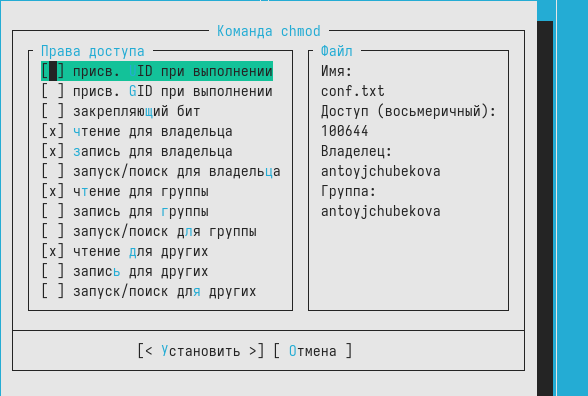 Команда chmod
Права доступа
[ ] присв. UID при выполнении
[ ] присв. GID при выполнении
[ ] закрепляющий бит
[x] чтение для владельца
[x] запись для владельца
[ ] запуск/поиск для владельца
[x] чтение для группы
[ ] запись для группы
[ ] запуск/поиск для группы
[x] чтение для других
[ ] запись для других
[ ] запуск/поиск для других
Файл
Имя:
conf.txt
Доступ (восьмеричный):
100644
Владелец:
antoyjchubekova
Группа:
antoyjchubekova
[< Установить >] [ Отмена ]